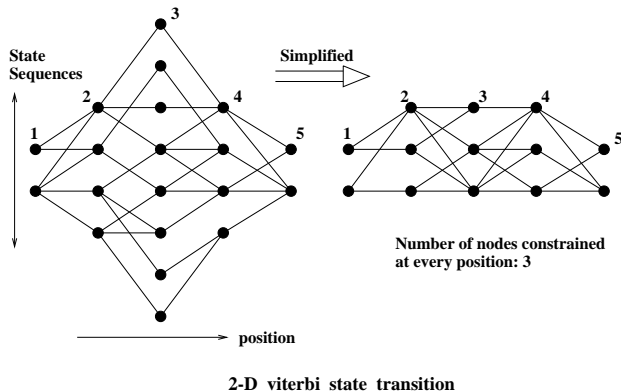 3
State
Sequences
Simplified
2
4
2
3
4
1
5
1
5
Number of nodes constrained
at every position: 3
position
2-D viterbi state transition